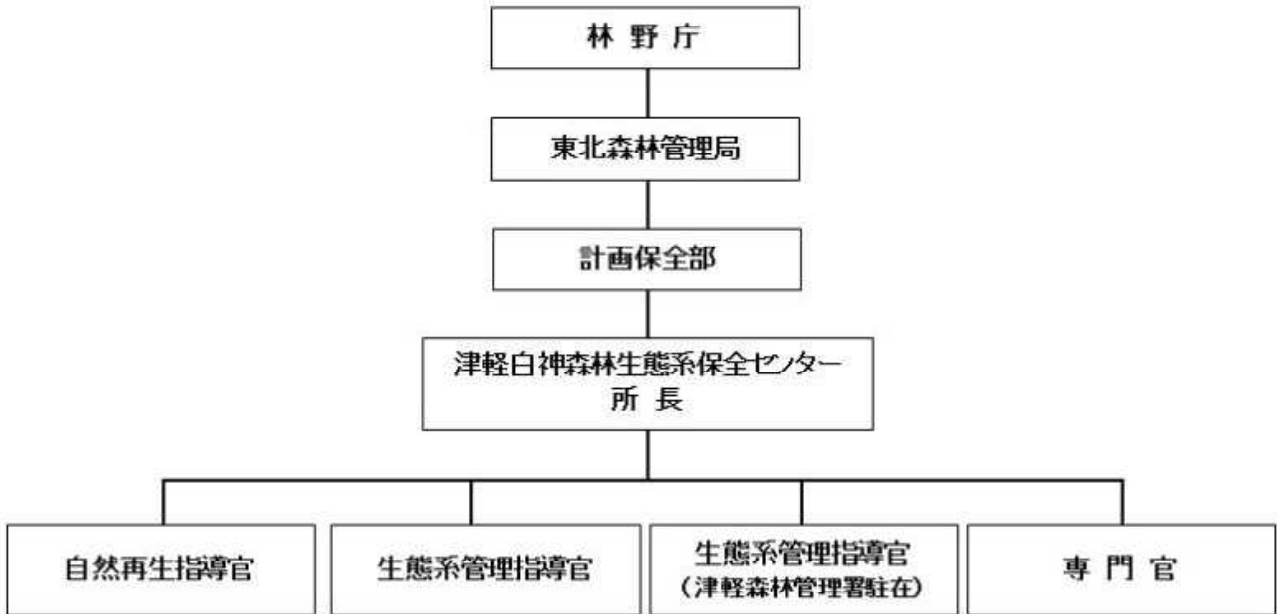 林 野 庁
東北森林管理局
計画保全部
津軽白神森林生態系保全センター
所 長
自然再生指導官
生態系管理指導官
生態系管理指導官
（津軽森林管理署駐在）
専 門 官